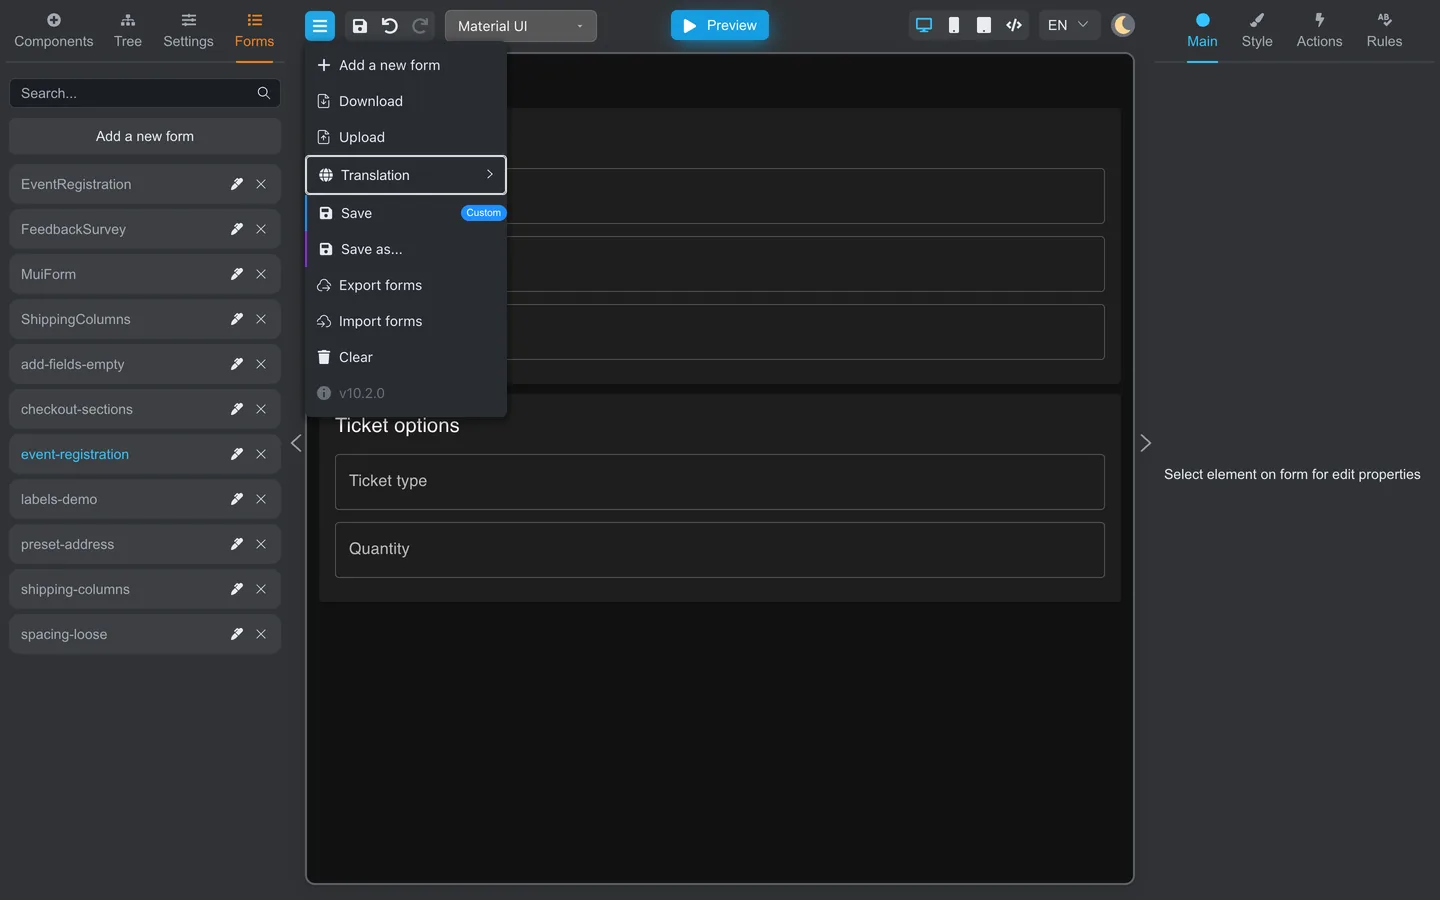 Components
Tree
Settings
Forms
Material UI
Preview
EN
Main
Style
Actions
AB
Rules
Search...
Add a new form
EventRegistration
FeedbackSurvey
MuiForm
ShippingColumns
add-fields-empty
checkout-sections
event-registration
labels-demo
preset-address
shipping-columns
spacing-loose
Add a new form
Download
Upload
Translation
Save
Custom
Save as...
Export forms
Import forms
Clear
v10.2.0
Ticket options
Ticket type
Quantity
Select element on form for edit properties